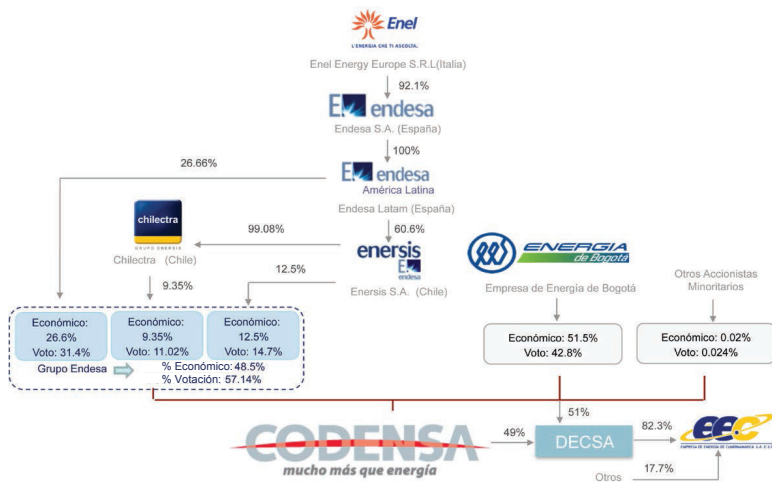 Enel
L'ENERGIA CHE TI ASCOLTA.
Enel Energy Europe S.R.L(Italia)
92.1%
endesa
Endesa S.A. (España)
100%
26.66%
endesa
América Latina
Endesa Latam (España)
chilectra
GRUPO ENERSIS
Chilectra (Chile)
99.08%
60.6%
enersis
endesa
Enersis S.A. (Chile)
12.5%
9.35%
ENERGIA
de Bogotá
Empresa de Energía de Bogotá
Otros Accionistas
Minoritarios
Económico:
26.6%
Voto: 31.4%
Económico:
9.35%
Voto: 11.02%
Económico:
12.5%
Voto: 14.7%
Grupo Endesa
% Económico: 48.5%
% Votación: 57.14%
Económico: 51.5%
Voto: 42.8%
Económico: 0.02%
Voto: 0.024%
CODENSA
mucho más que energía
49%
51%
DECSA
82.3%
eec
EMPRESA DE ENERGÍA DE CUNDINAMARCA S.A. E.S.P.
Otros
17.7%